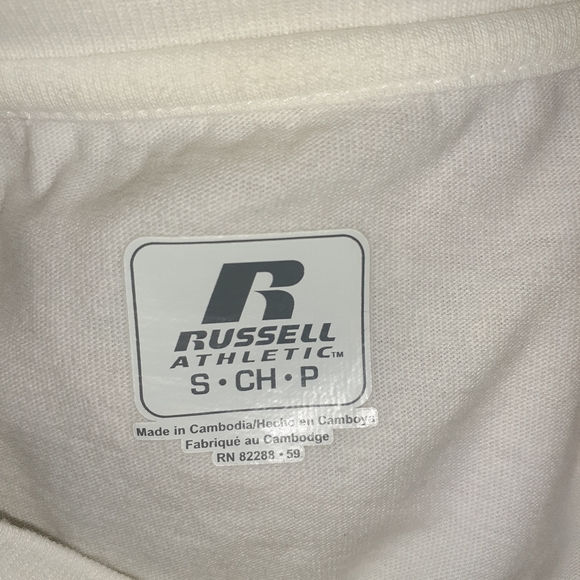 R
RUSSELL
ATHLETIC™
S • CH • P
Made in Cambodia/Hecho en Camboya
Fabriqué au Cambodge
RN 82288 • 59